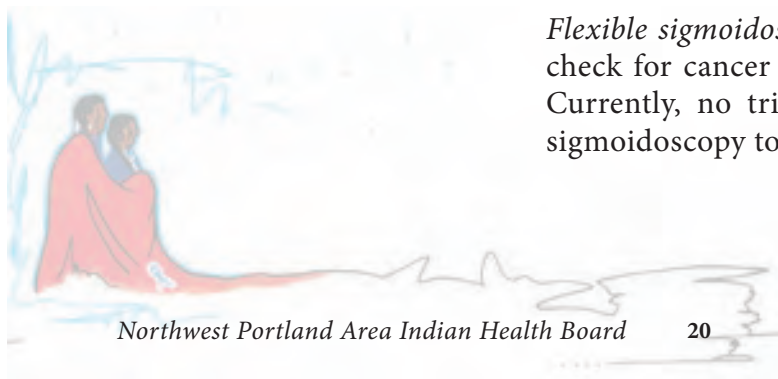 Flexible sigmoidos
check for cancer
Currently, no tri
sigmoidoscopy to
Northwest Portland Area Indian Health Board 20